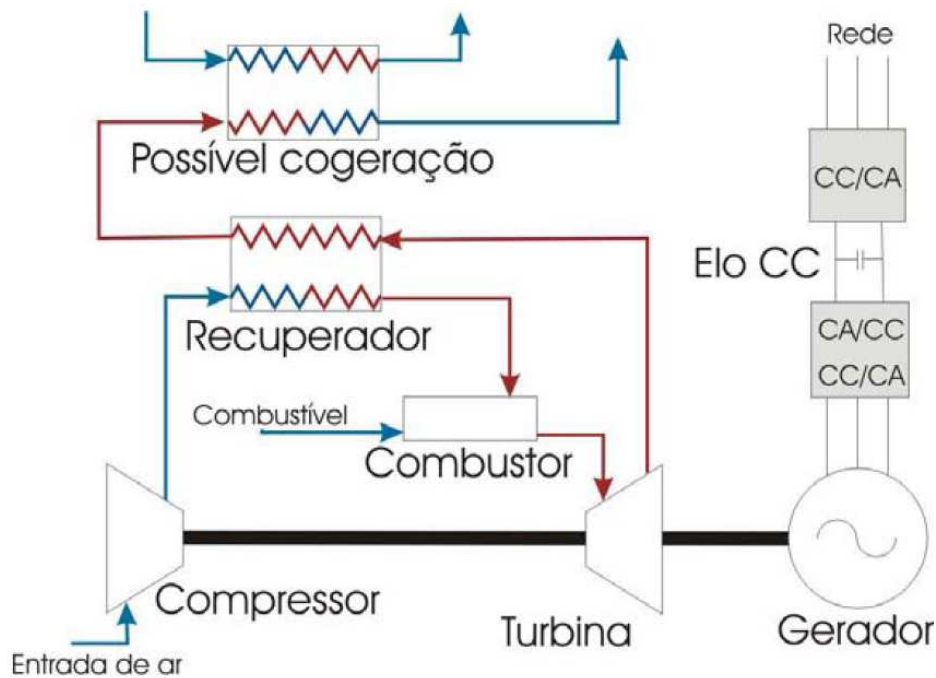 Rede
Possível cogeração
CC/CA
Elo CC
Recuperador
CA/CC
CC/CA
Combustível
Combustor
Compressor
Turbina
Gerador
Entrada de ar